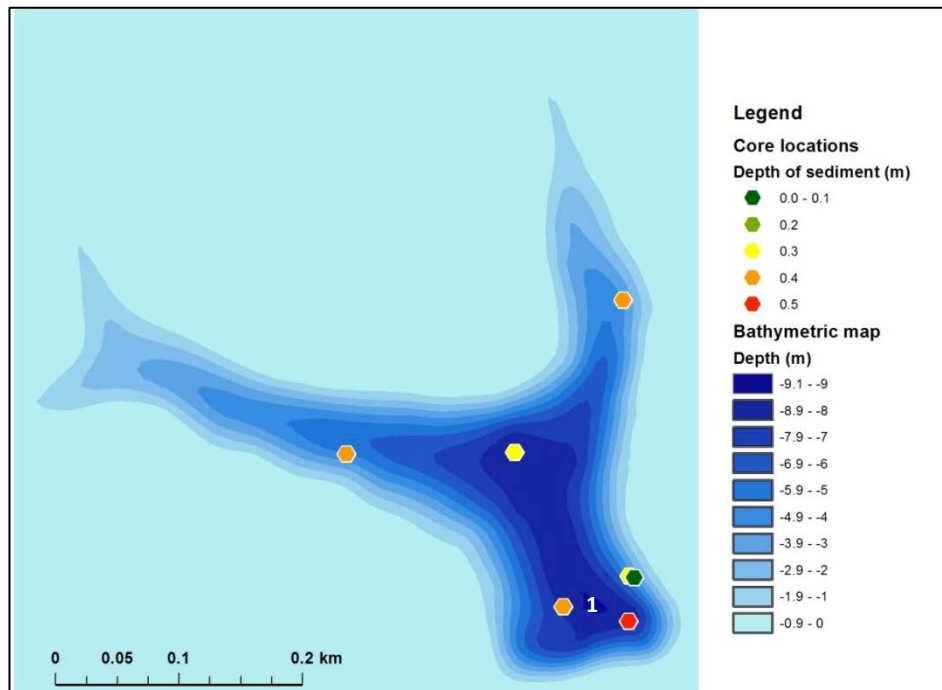 1
0 0.05 0.1 0.2 km
Legend
Core locations
Depth of sediment (m)
0.0 - 0.1
0.2
0.3
0.4
0.5
Bathymetric map
Depth (m)
-9.1 - -9
-8.9 - -8
-7.9 - -7
-6.9 - -6
-5.9 - -5
-4.9 - -4
-3.9 - -3
-2.9 - -2
-1.9 - -1
-0.9 - 0